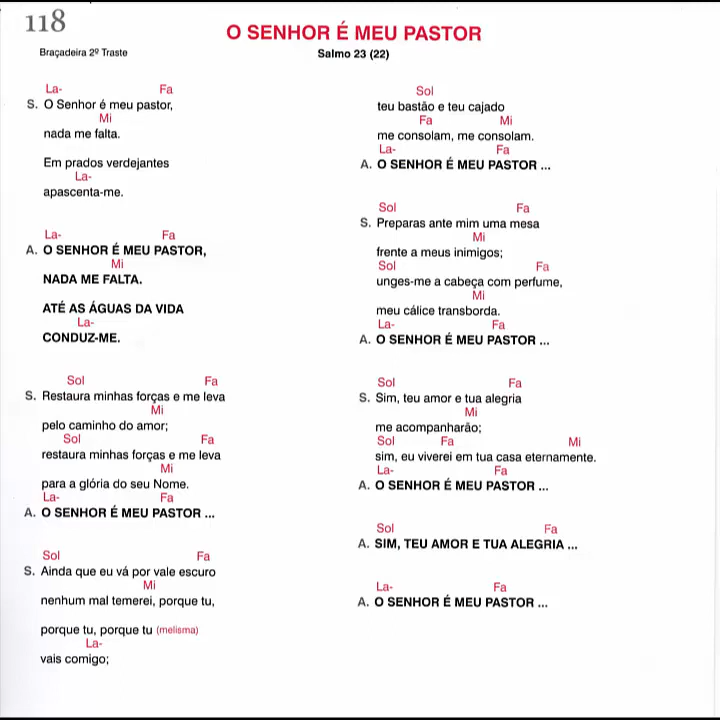 118
O SENHOR É MEU PASTOR
Braçadeira 2º Traste
Salmo 23 (22)
La- Fa
S. O Senhor é meu pastor,
Mi
nada me falta.
Em prados verdejantes
La-
apascenta-me.
La- Fa
A. O SENHOR É MEU PASTOR,
Mi
NADA ME FALTA.
ATÉ AS ÁGUAS DA VIDA
La-
CONDUZ-ME.
Sol Fa
S. Restaura minhas forças e me leva
Mi
pelo caminho do amor;
Sol Fa
restaura minhas forças e me leva
Mi
para a glória do seu Nome.
La- Fa
A. O SENHOR É MEU PASTOR ...
Sol Fa
S. Ainda que eu vá por vale escuro
Mi
nenhum mal temerei, porque tu,
porque tu, porque tu (melisma)
La-
vais comigo;
Sol
teu bastão e teu cajado
Fa Mi
me consolam, me consolam.
La- Fa
A. O SENHOR É MEU PASTOR ...
Sol Fa
S. Preparas ante mim uma mesa
Mi
frente a meus inimigos;
Sol Fa
unges-me a cabeça com perfume,
Mi
meu cálice transborda.
La- Fa
A. O SENHOR É MEU PASTOR ...
Sol Fa
S. Sim, teu amor e tua alegria
Mi
me acompanharão;
Sol Fa Mi
sim, eu viverei em tua casa eternamente.
La- Fa
A. O SENHOR É MEU PASTOR ...
Sol Fa
A. SIM, TEU AMOR E TUA ALEGRIA ...
La- Fa
A. O SENHOR É MEU PASTOR ...